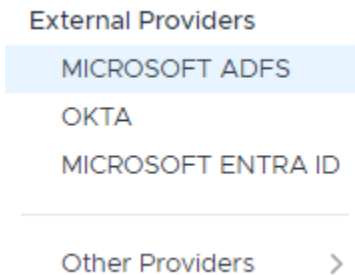 External Providers
MICROSOFT ADFS
OKTA
MICROSOFT ENTRA ID
Other Providers